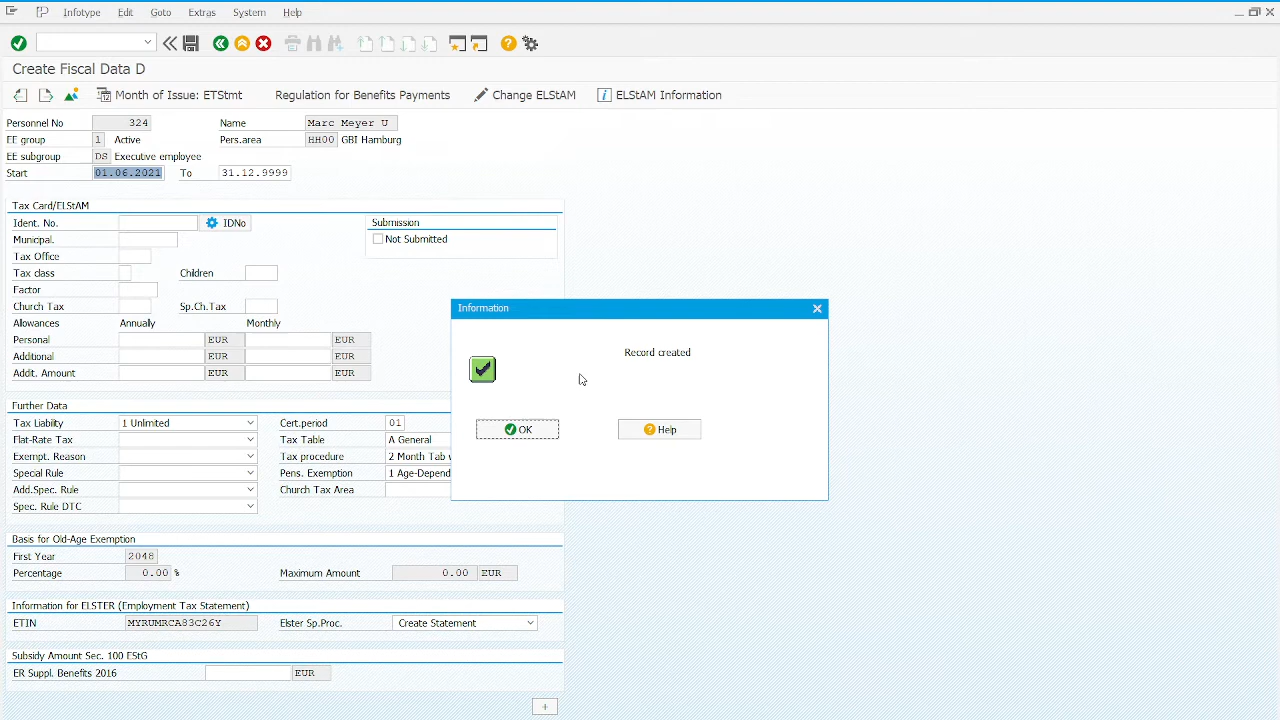 Infotype Edit Goto Extras System Help
Create Fiscal Data D
Month of Issue: ETStmt Regulation for Benefits Payments Change ELStAM ELStAM Information
Personnel No 324 Name Marc Meyer U
EE group 1 Active Pers.area HH00 GBI Hamburg
EE subgroup DS Executive employee
Start 01.06.2021 To 31.12.9999
Tax Card/ELStAM
Ident. No. IDNo Submission
Municipal. Not Submitted
Tax Office
Tax class Children
Factor
Church Tax Sp.Ch.Tax
Allowances Annualy Monthly
Personal EUR EUR
Additional EUR EUR
Addt. Amount EUR EUR
Information
Record created
OK Help
Further Data
Tax Liability 1 Unlimited Cert.period 01
Flat-Rate Tax Tax Table A General
Exempt. Reason Tax procedure 2 Month Tab
Special Rule Pens. Exemption 1 Age-Depend
Add.Spec. Rule Church Tax Area
Spec. Rule DTC
Basis for Old-Age Exemption
First Year 2048
Percentage 0.00 % Maximum Amount 0.00 EUR
Information for ELSTER (Employment Tax Statement)
ETIN MYRUMRCA83C26Y Elster Sp.Proc. Create Statement
Subsidy Amount Sec. 100 EStG
ER Suppl. Benefits 2016 EUR